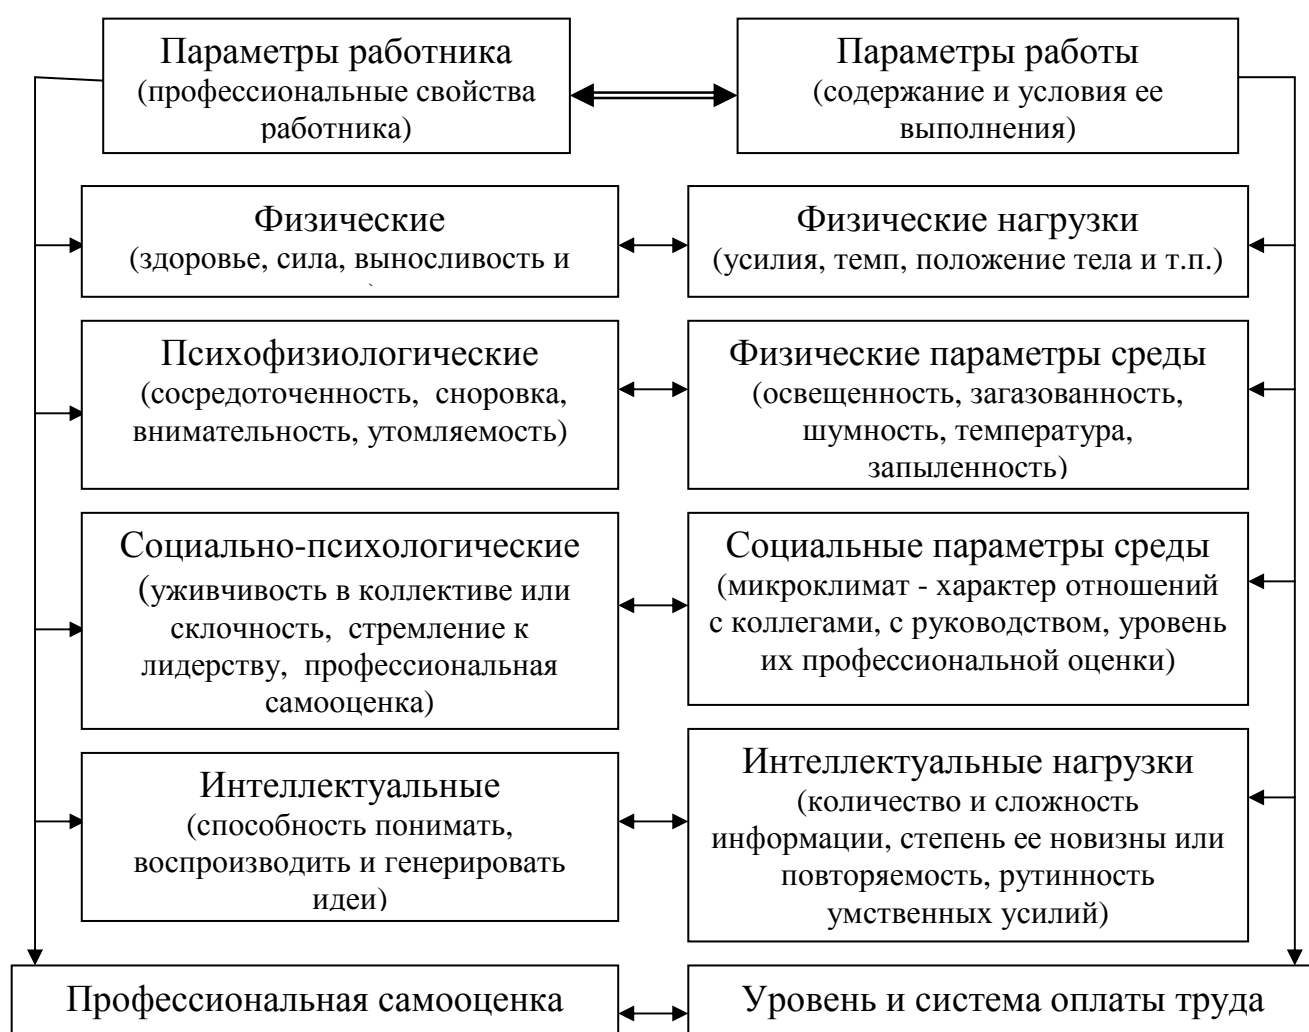 Параметры работника
(профессиональные свойства
работника)
Параметры работы
(содержание и условия ее
выполнения)
Физические
(здоровье, сила, выносливость и
Физические нагрузки
(усилия, темп, положение тела и т.п.)
Психофизиологические
(сосредоточенность, сноровка,
внимательность, утомляемость)
Физические параметры среды
(освещенность, загазованность,
шумность, температура,
запыленность)
Социально-психологические
(уживчивость в коллективе или
склочность, стремление к
лидерству, профессиональная
самооценка)
Социальные параметры среды
(микроклимат - характер отношений
с коллегами, с руководством, уровень
их профессиональной оценки)
Интеллектуальные
(способность понимать,
воспроизводить и генерировать
идеи)
Интеллектуальные нагрузки
(количество и сложность
информации, степень ее новизны или
повторяемость, рутинность
умственных усилий)
Профессиональная самооценка
Уровень и система оплаты труда